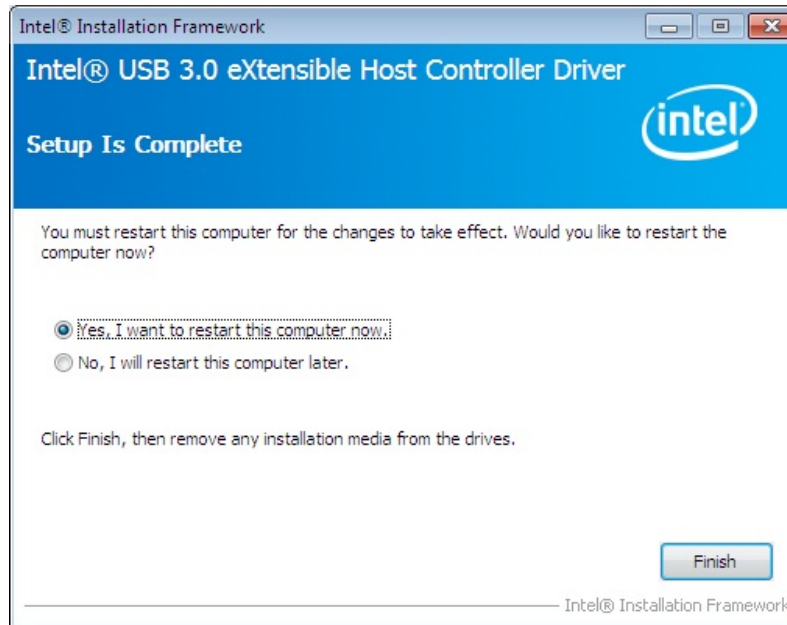 Intel® Installation Framework
Intel® USB 3.0 eXtensible Host Controller Driver
intel
Setup Is Complete
You must restart this computer for the changes to take effect. Would you like to restart the
computer now?
Yes, I want to restart this computer now.
No, I will restart this computer later.
Click Finish, then remove any installation media from the drives.
Finish
Intel® Installation Framework